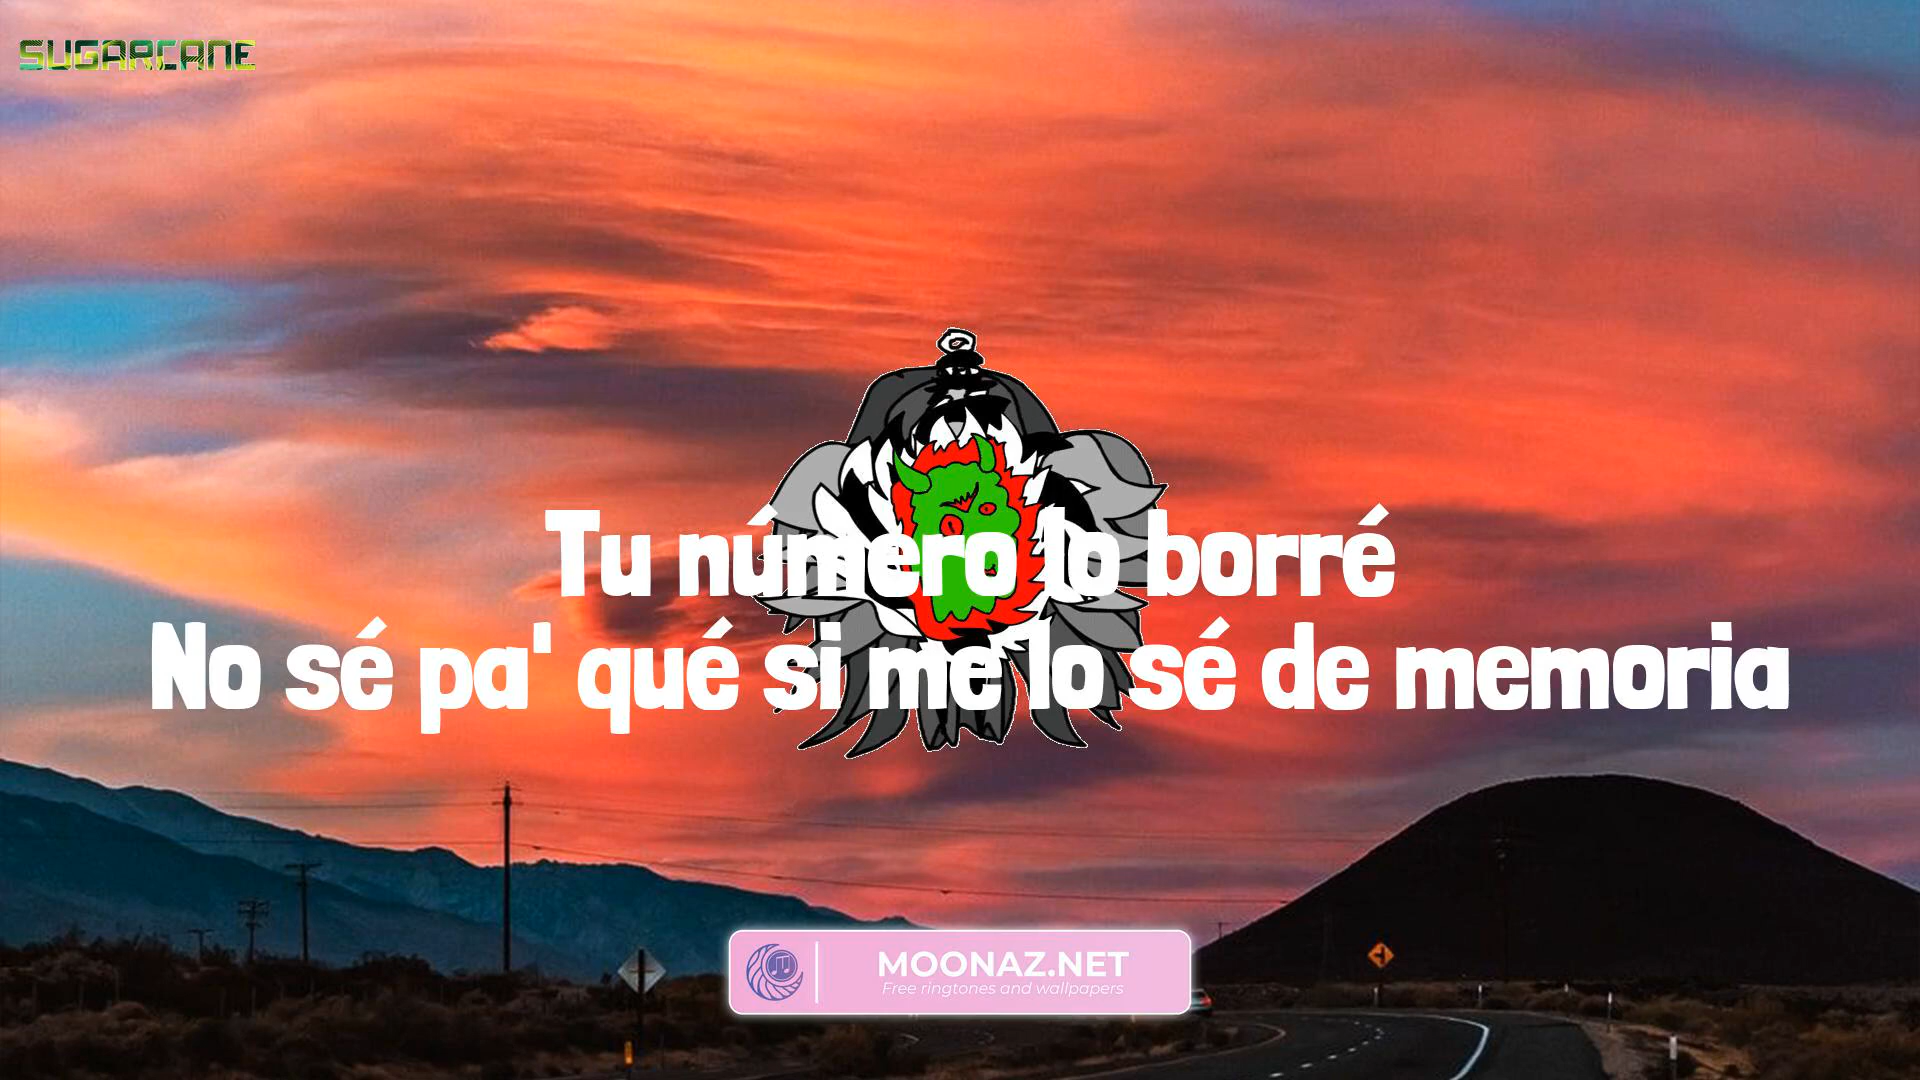 SUGARCANE
Tu número lo borré
No sé pa' qué si me lo sé de memoria
MOONAZ.NET
Free ringtones and wallpapers